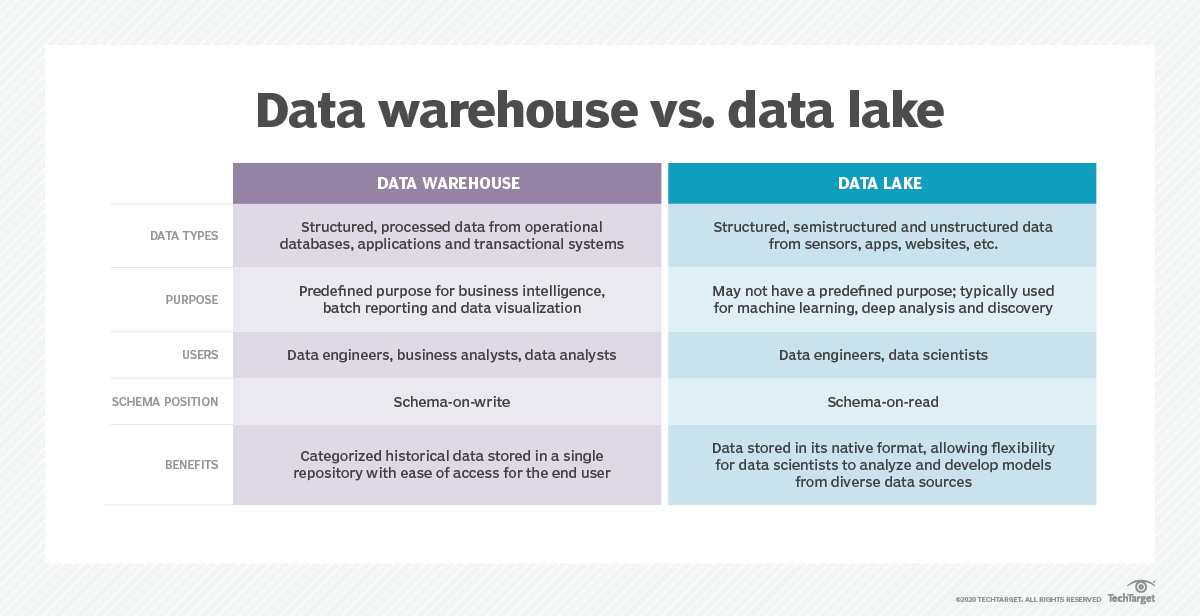 Data warehouse vs. data lake
DATA WAREHOUSE
DATA LAKE
DATA TYPES
Structured, processed data from operational
databases, applications and transactional systems
Structured, semistructured and unstructured data
from sensors, apps, websites, etc.
PURPOSE
Predefined purpose for business intelligence,
batch reporting and data visualization
May not have a predefined purpose; typically used
for machine learning, deep analysis and discovery
USERS
Data engineers, business analysts, data analysts
Data engineers, data scientists
SCHEMA POSITION
Schema-on-write
Schema-on-read
BENEFITS
Categorized historical data stored in a single
repository with ease of access for the end user
Data stored in its native format, allowing flexibility
for data scientists to analyze and develop models
from diverse data sources
©2020 TECHTARGET. ALL RIGHTS RESERVED
TechTarget